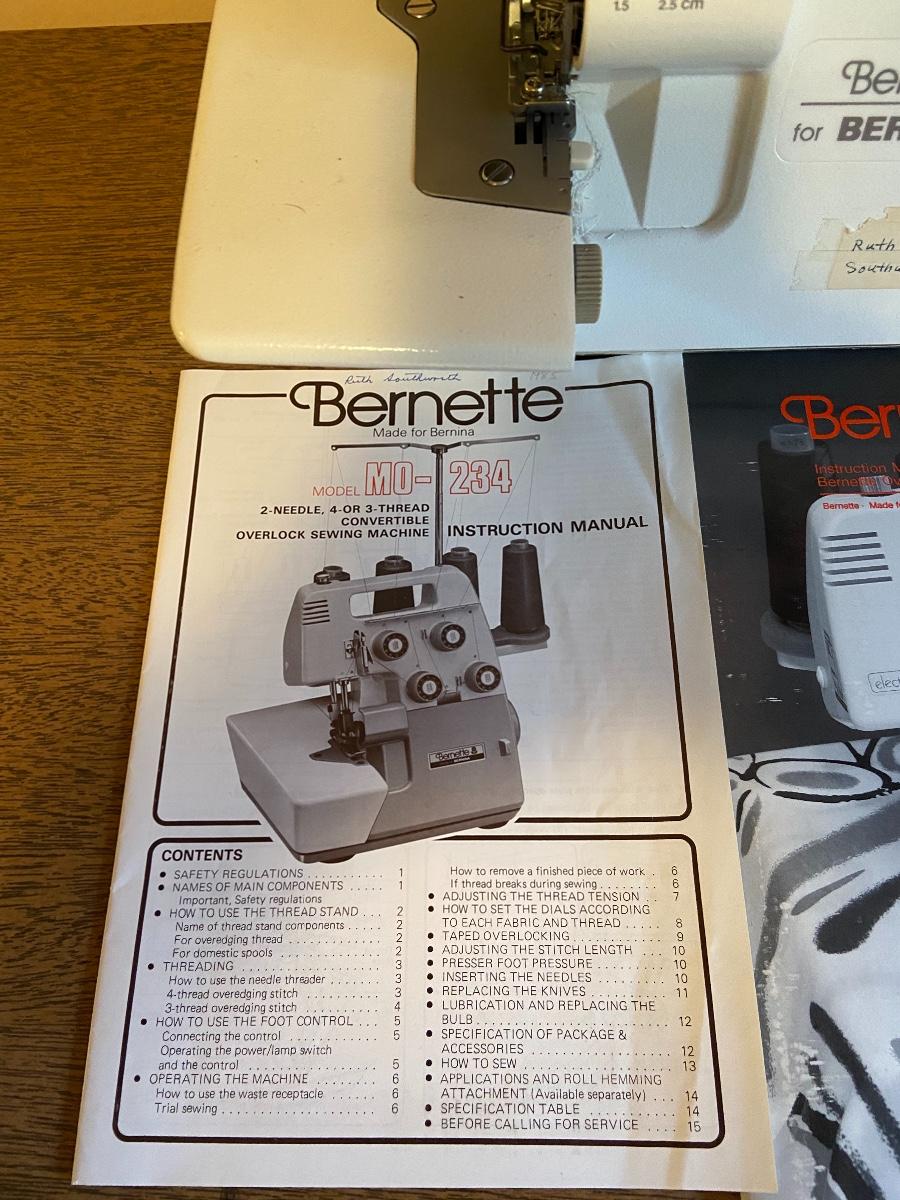 1.5 2.5 cm
for
Ruth
Ruth Southworth 1985
Bernette
Made for Bernina
MODEL MO-234
2-NEEDLE, 4-OR 3-THREAD
CONVERTIBLE
OVERLOCK SEWING MACHINE
INSTRUCTION MANUAL
Bernette
BERNINA
CONTENTS
• SAFETY REGULATIONS . . . . . . . . . . . 1
• NAMES OF MAIN COMPONENTS . . . . . 1
Important, Safety regulations
• HOW TO USE THE THREAD STAND . . . 2
Name of thread stand components . . . . . 2
For overedging thread . . . . . . . . . . . . . 2
For domestic spools . . . . . . . . . . . . . 2
• THREADING . . . . . . . . . . . . . . . . . 3
How to use the needle threader . . . . . . . 3
4-thread overedging stitch . . . . . . . . . . 3
3-thread overedging stitch . . . . . . . . . . 4
• HOW TO USE THE FOOT CONTROL . . . 5
Connecting the control . . . . . . . . . . . . 5
Operating the power/lamp switch
and the control . . . . . . . . . . . . . . . . 5
• OPERATING THE MACHINE . . . . . . . . 6
How to use the waste receptacle . . . . . . 6
Trial sewing . . . . . . . . . . . . . . . . . . . 6
How to remove a finished piece of work . 6
If thread breaks during sewing . . . . . . . . 6
• ADJUSTING THE THREAD TENSION . . 7
• HOW TO SET THE DIALS ACCORDING
TO EACH FABRIC AND THREAD . . . . . 8
• TAPED OVERLOCKING . . . . . . . . . . . 9
• ADJUSTING THE STITCH LENGTH . . . 10
• PRESSER FOOT PRESSURE . . . . . . . . 10
• INSERTING THE NEEDLES . . . . . . . . 10
• REPLACING THE KNIVES . . . . . . . . . 11
• LUBRICATION AND REPLACING THE
BULB . . . . . . . . . . . . . . . . . . . . . . 12
• SPECIFICATION OF PACKAGE &
ACCESSORIES . . . . . . . . . . . . . . . . 12
• HOW TO SEW . . . . . . . . . . . . . . . . 13
• APPLICATIONS AND ROLL HEMMING
ATTACHMENT (Available separately) . . . 14
• SPECIFICATION TABLE . . . . . . . . . . 14
• BEFORE CALLING FOR SERVICE . . . . 15
Instruction
Bernette
Bernette · Made